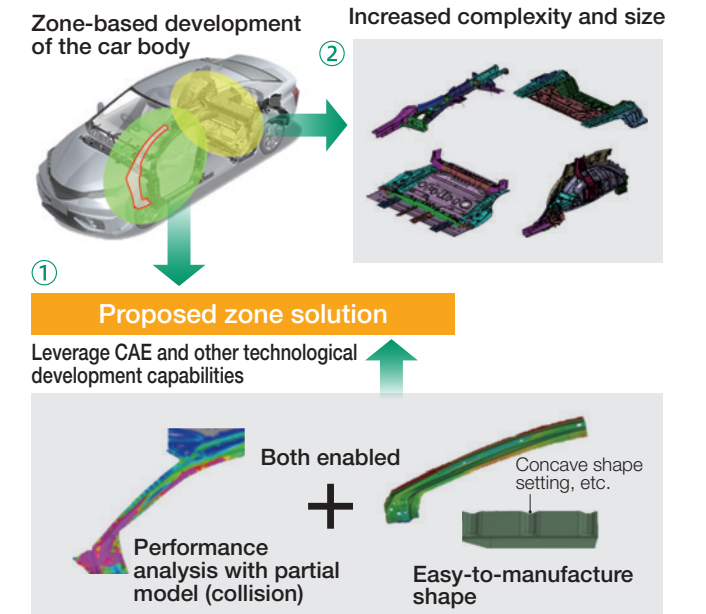 Zone-based development
of the car body
Increased complexity and size
②
①
Proposed zone solution
Leverage CAE and other technological
development capabilities
Both enabled
+
Concave shape
setting, etc.
Performance
analysis with partial
model (collision)
Easy-to-manufacture
shape